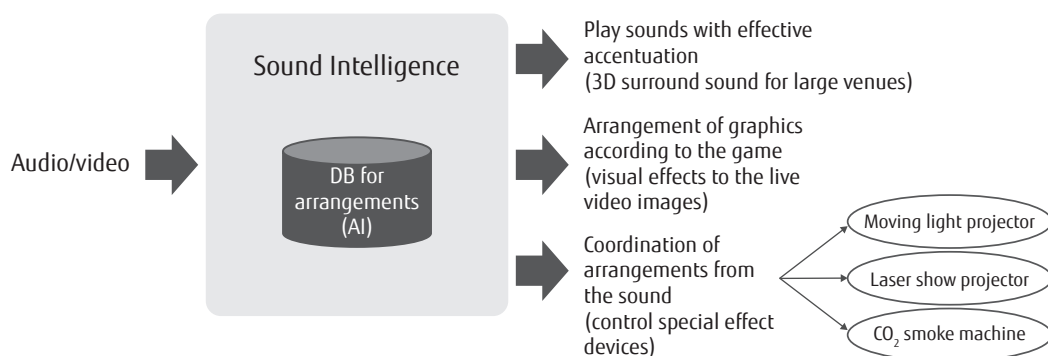 Sound Intelligence
DB for
arrangements
(AI)
Audio/video
Play sounds with effective
accentuation
(3D surround sound for large venues)
Arrangement of graphics
according to the game
(visual effects to the live
video images)
Coordination of
arrangements from
the sound
(control special effect
devices)
Moving light projector
Laser show projector
CO₂ smoke machine